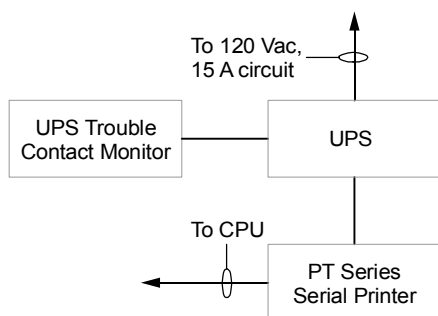 To 120 Vac,
15 A circuit
UPS Trouble
Contact Monitor
UPS
To CPU
PT Series
Serial Printer